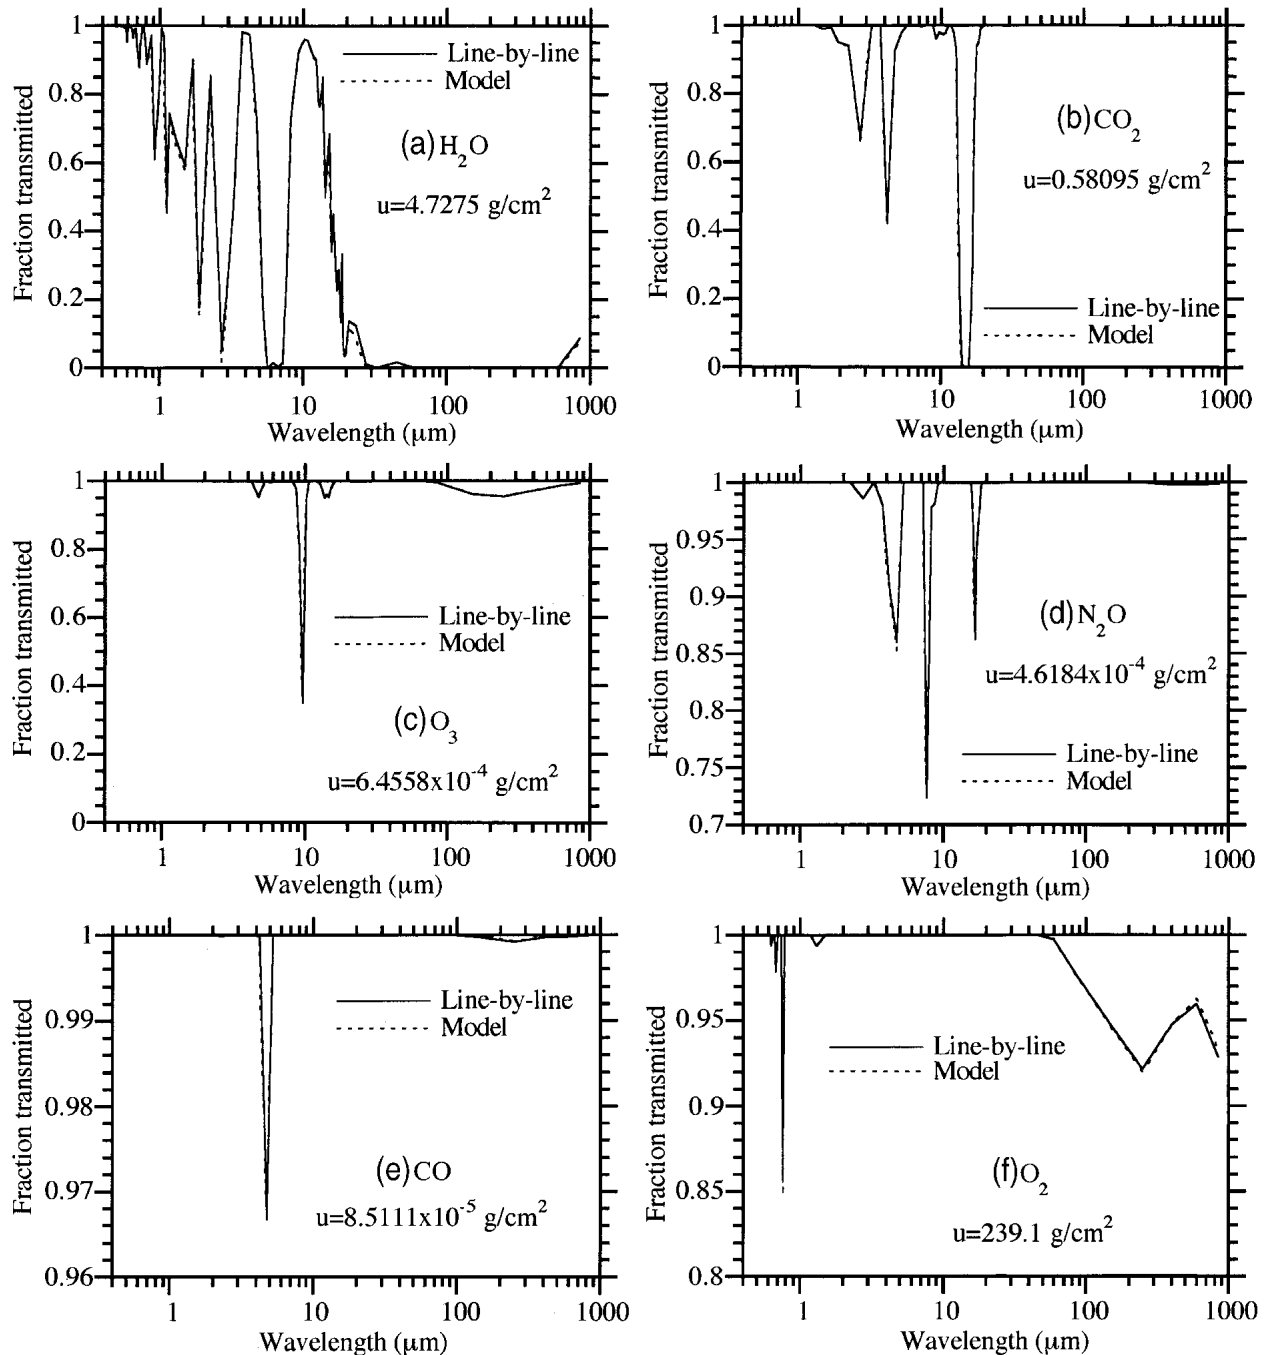 1
0.8
0.6
0.4
0.2
0
Fraction transmitted
Line-by-line
Model
(a) H₂O
u=4.7275 g/cm²
1 10 100 1000
Wavelength (μm)
1
0.8
0.6
0.4
0.2
0
Fraction transmitted
(b) CO₂
u=0.58095 g/cm²
Line-by-line
Model
1 10 100 1000
Wavelength (μm)
1
0.8
0.6
0.4
0.2
0
Fraction transmitted
Line-by-line
Model
(c) O₃
u=6.4558x10⁻⁴ g/cm²
1 10 100 1000
Wavelength (μm)
1
0.95
0.9
0.85
0.8
0.75
0.7
Fraction transmitted
(d) N₂O
u=4.6184x10⁻⁴ g/cm²
Line-by-line
Model
1 10 100 1000
Wavelength (μm)
1
0.99
0.98
0.97
0.96
Fraction transmitted
Line-by-line
Model
(e) CO
u=8.5111x10⁻⁵ g/cm²
1 10 100 1000
Wavelength (μm)
1
0.95
0.9
0.85
0.8
Fraction transmitted
Line-by-line
Model
(f) O₂
u=239.1 g/cm²
1 10 100 1000
Wavelength (μm)